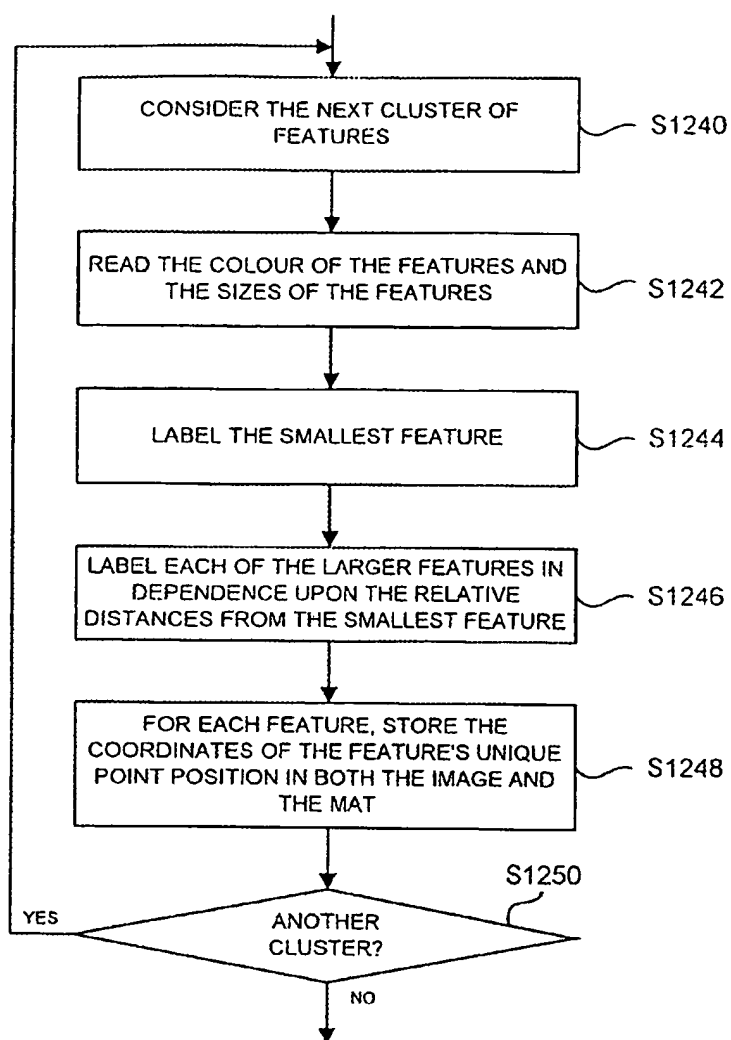 CONSIDER THE NEXT CLUSTER OF
FEATURES
S1240
READ THE COLOUR OF THE FEATURES AND
THE SIZES OF THE FEATURES
S1242
LABEL THE SMALLEST FEATURE
S1244
LABEL EACH OF THE LARGER FEATURES IN
DEPENDENCE UPON THE RELATIVE
DISTANCES FROM THE SMALLEST FEATURE
S1246
FOR EACH FEATURE, STORE THE
COORDINATES OF THE FEATURE'S UNIQUE
POINT POSITION IN BOTH THE IMAGE AND
THE MAT
S1248
S1250
YES
ANOTHER
CLUSTER?
NO